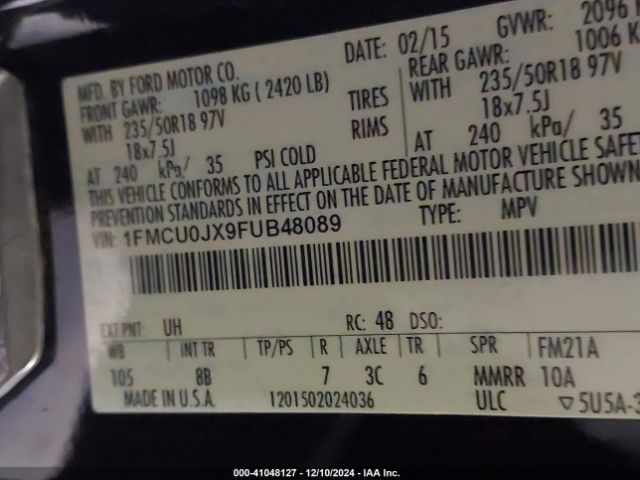 MFD. BY FORD MOTOR CO. DATE: 02/15 GVWR: 2096 K
FRONT GAWR: 1098 KG ( 2420 LB) REAR GAWR: 1006 K
WITH 235/50R18 97V TIRES WITH 235/50R18 97V
18x7.5J RIMS 18x7.5J
AT 240 kPa/ 35 PSI COLD AT 240 kPa/ 35
THIS VEHICLE CONFORMS TO ALL APPLICABLE FEDERAL MOTOR VEHICLE SAFE
PREVENTION STANDARDS IN EFFECT ON THE DATE OF MANUFACTURE SHOWN
VIN: 1FMCU0JX9FUB48089 TYPE: MPV
EXT PNT: UH RC: 48 DSO:
WB INT TR TP/PS R AXLE TR SPR FM21A
105 8B 7 3C 6 MMRR 10A
MADE IN U.S.A. 1201502024036 ULC ▽5U5A-3
000-41048127 - 12/10/2024 - IAA Inc.